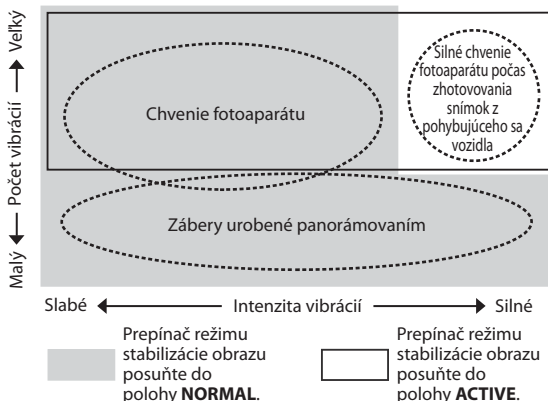 Veľký
Počet vibrácií
Malý
Chvenie fotoaparátu
Silné chvenie
fotoaparátu počas
zhotovovania
snímok z
pohybujúceho sa
vozidla
Zábery urobené panorámovaním
Slabé
Intenzita vibrácií
Silné
Prepínač režimu
stabilizácie obrazu
posuňte do
polohy NORMAL.
Prepínač režimu
stabilizácie obrazu
posuňte do
polohy ACTIVE.